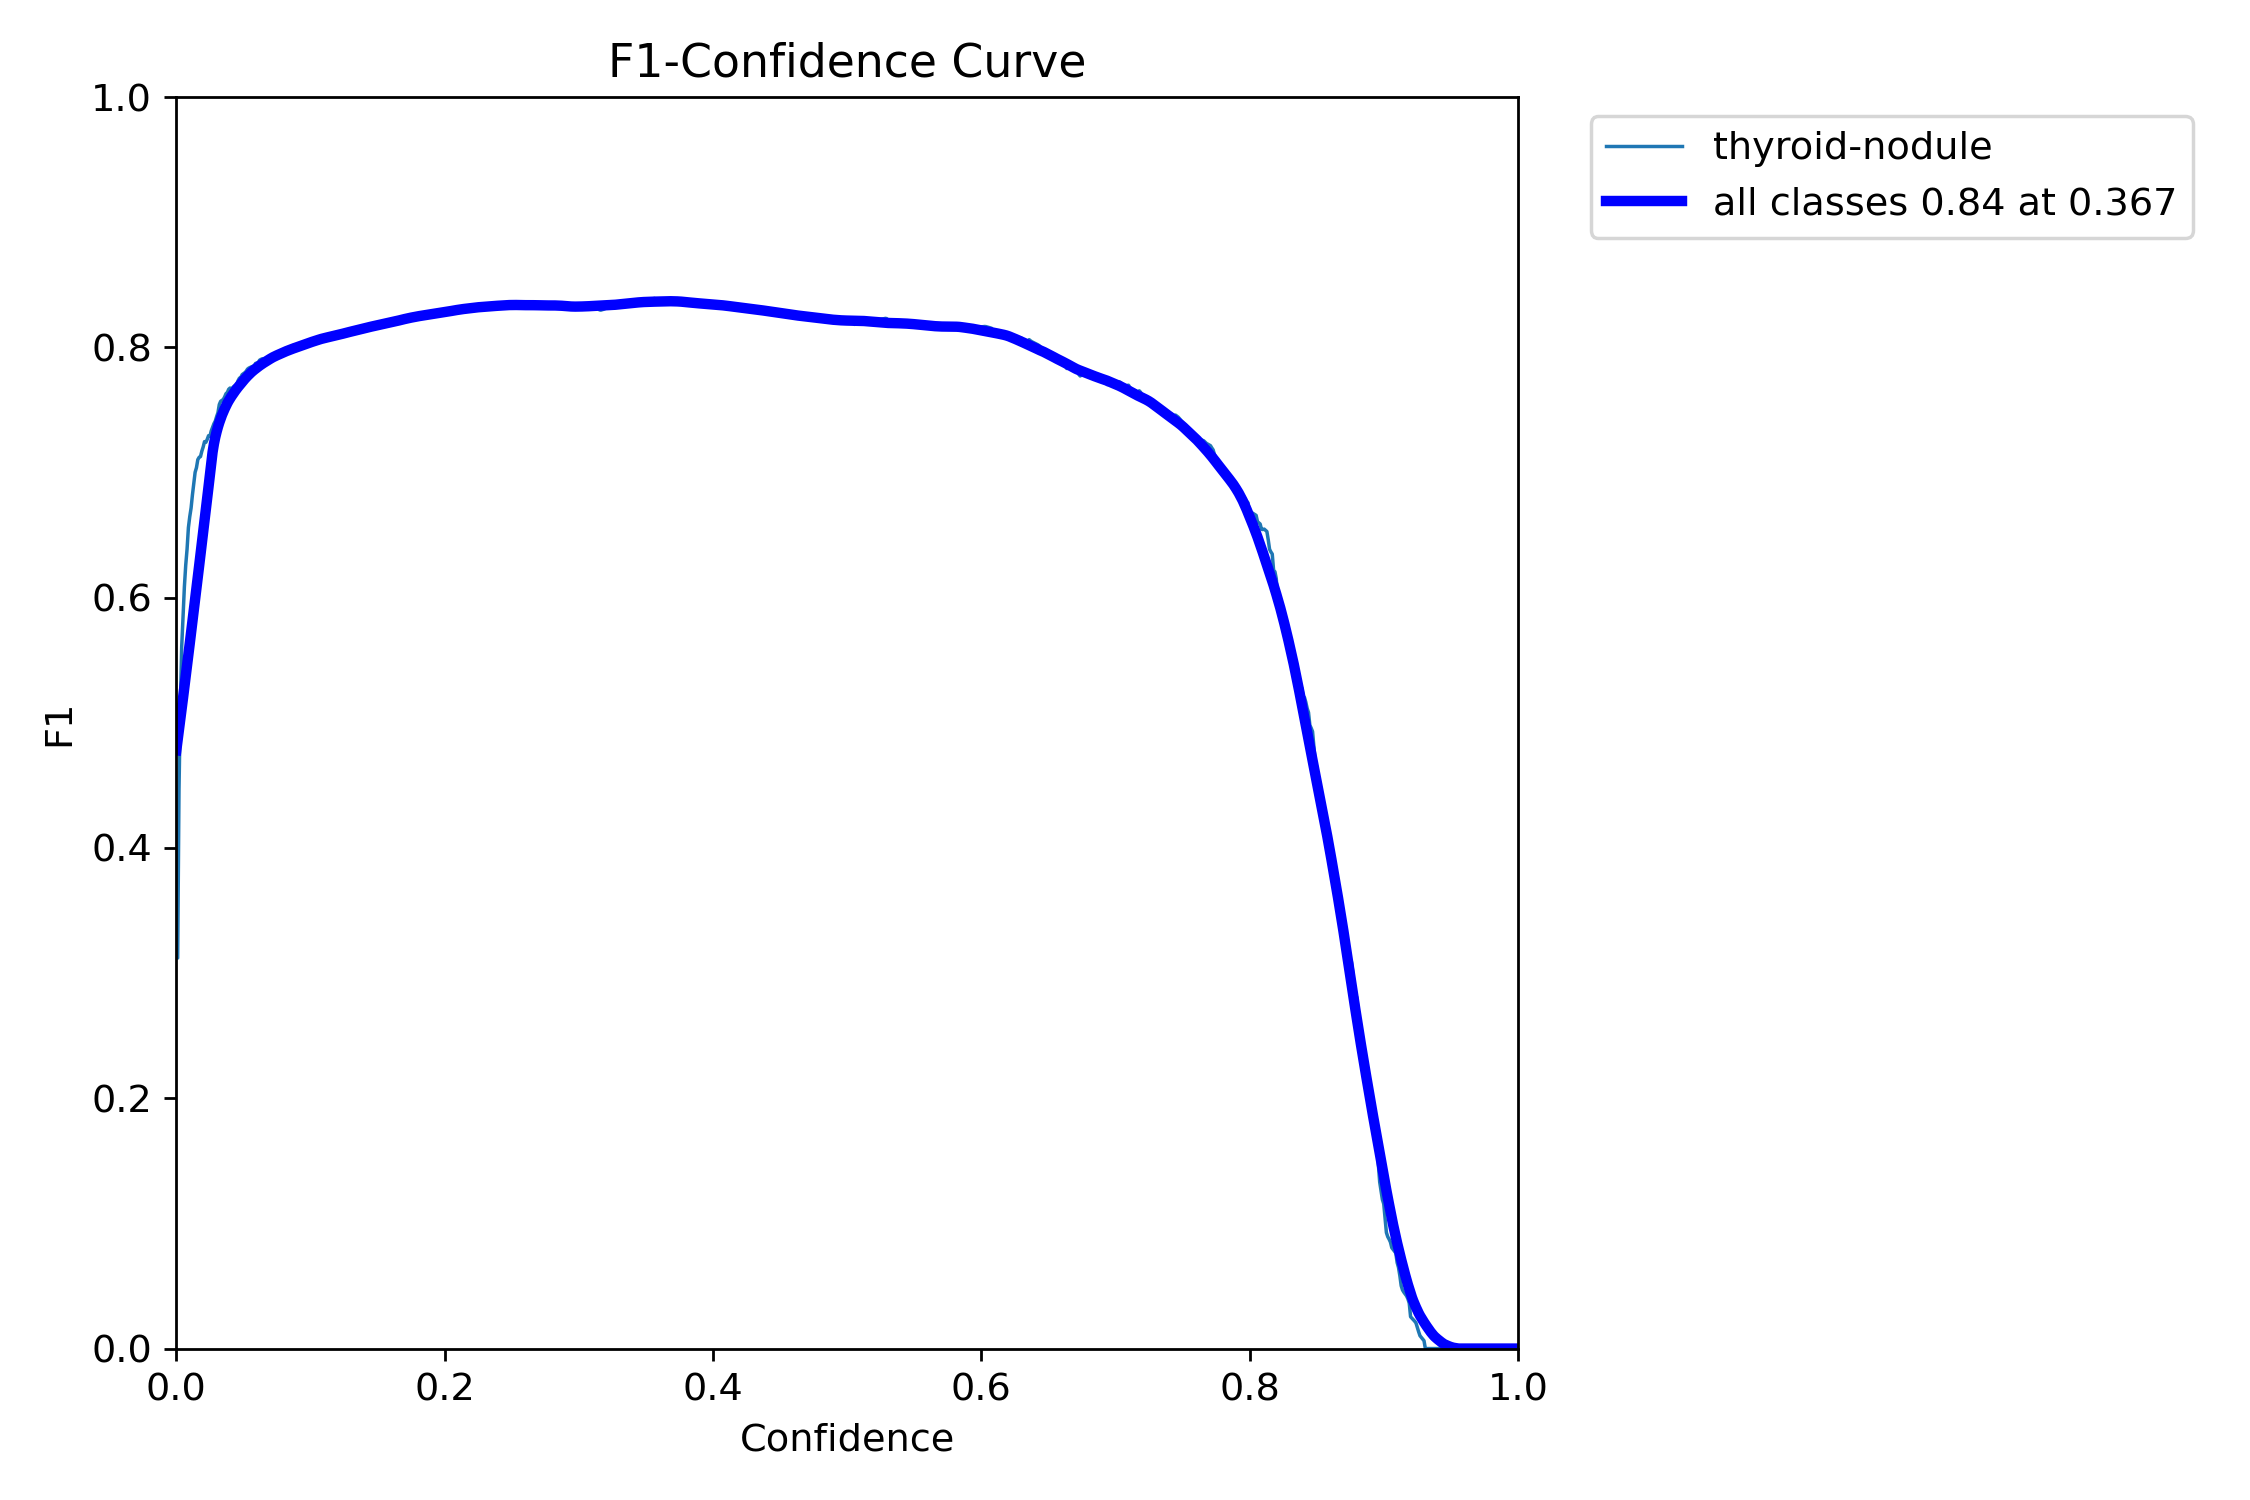 F1-Confidence Curve
1.0
0.8
0.6
0.4
0.2
0.0
F1
0.0 0.2 0.4 0.6 0.8 1.0
Confidence
thyroid-nodule
all classes 0.84 at 0.367